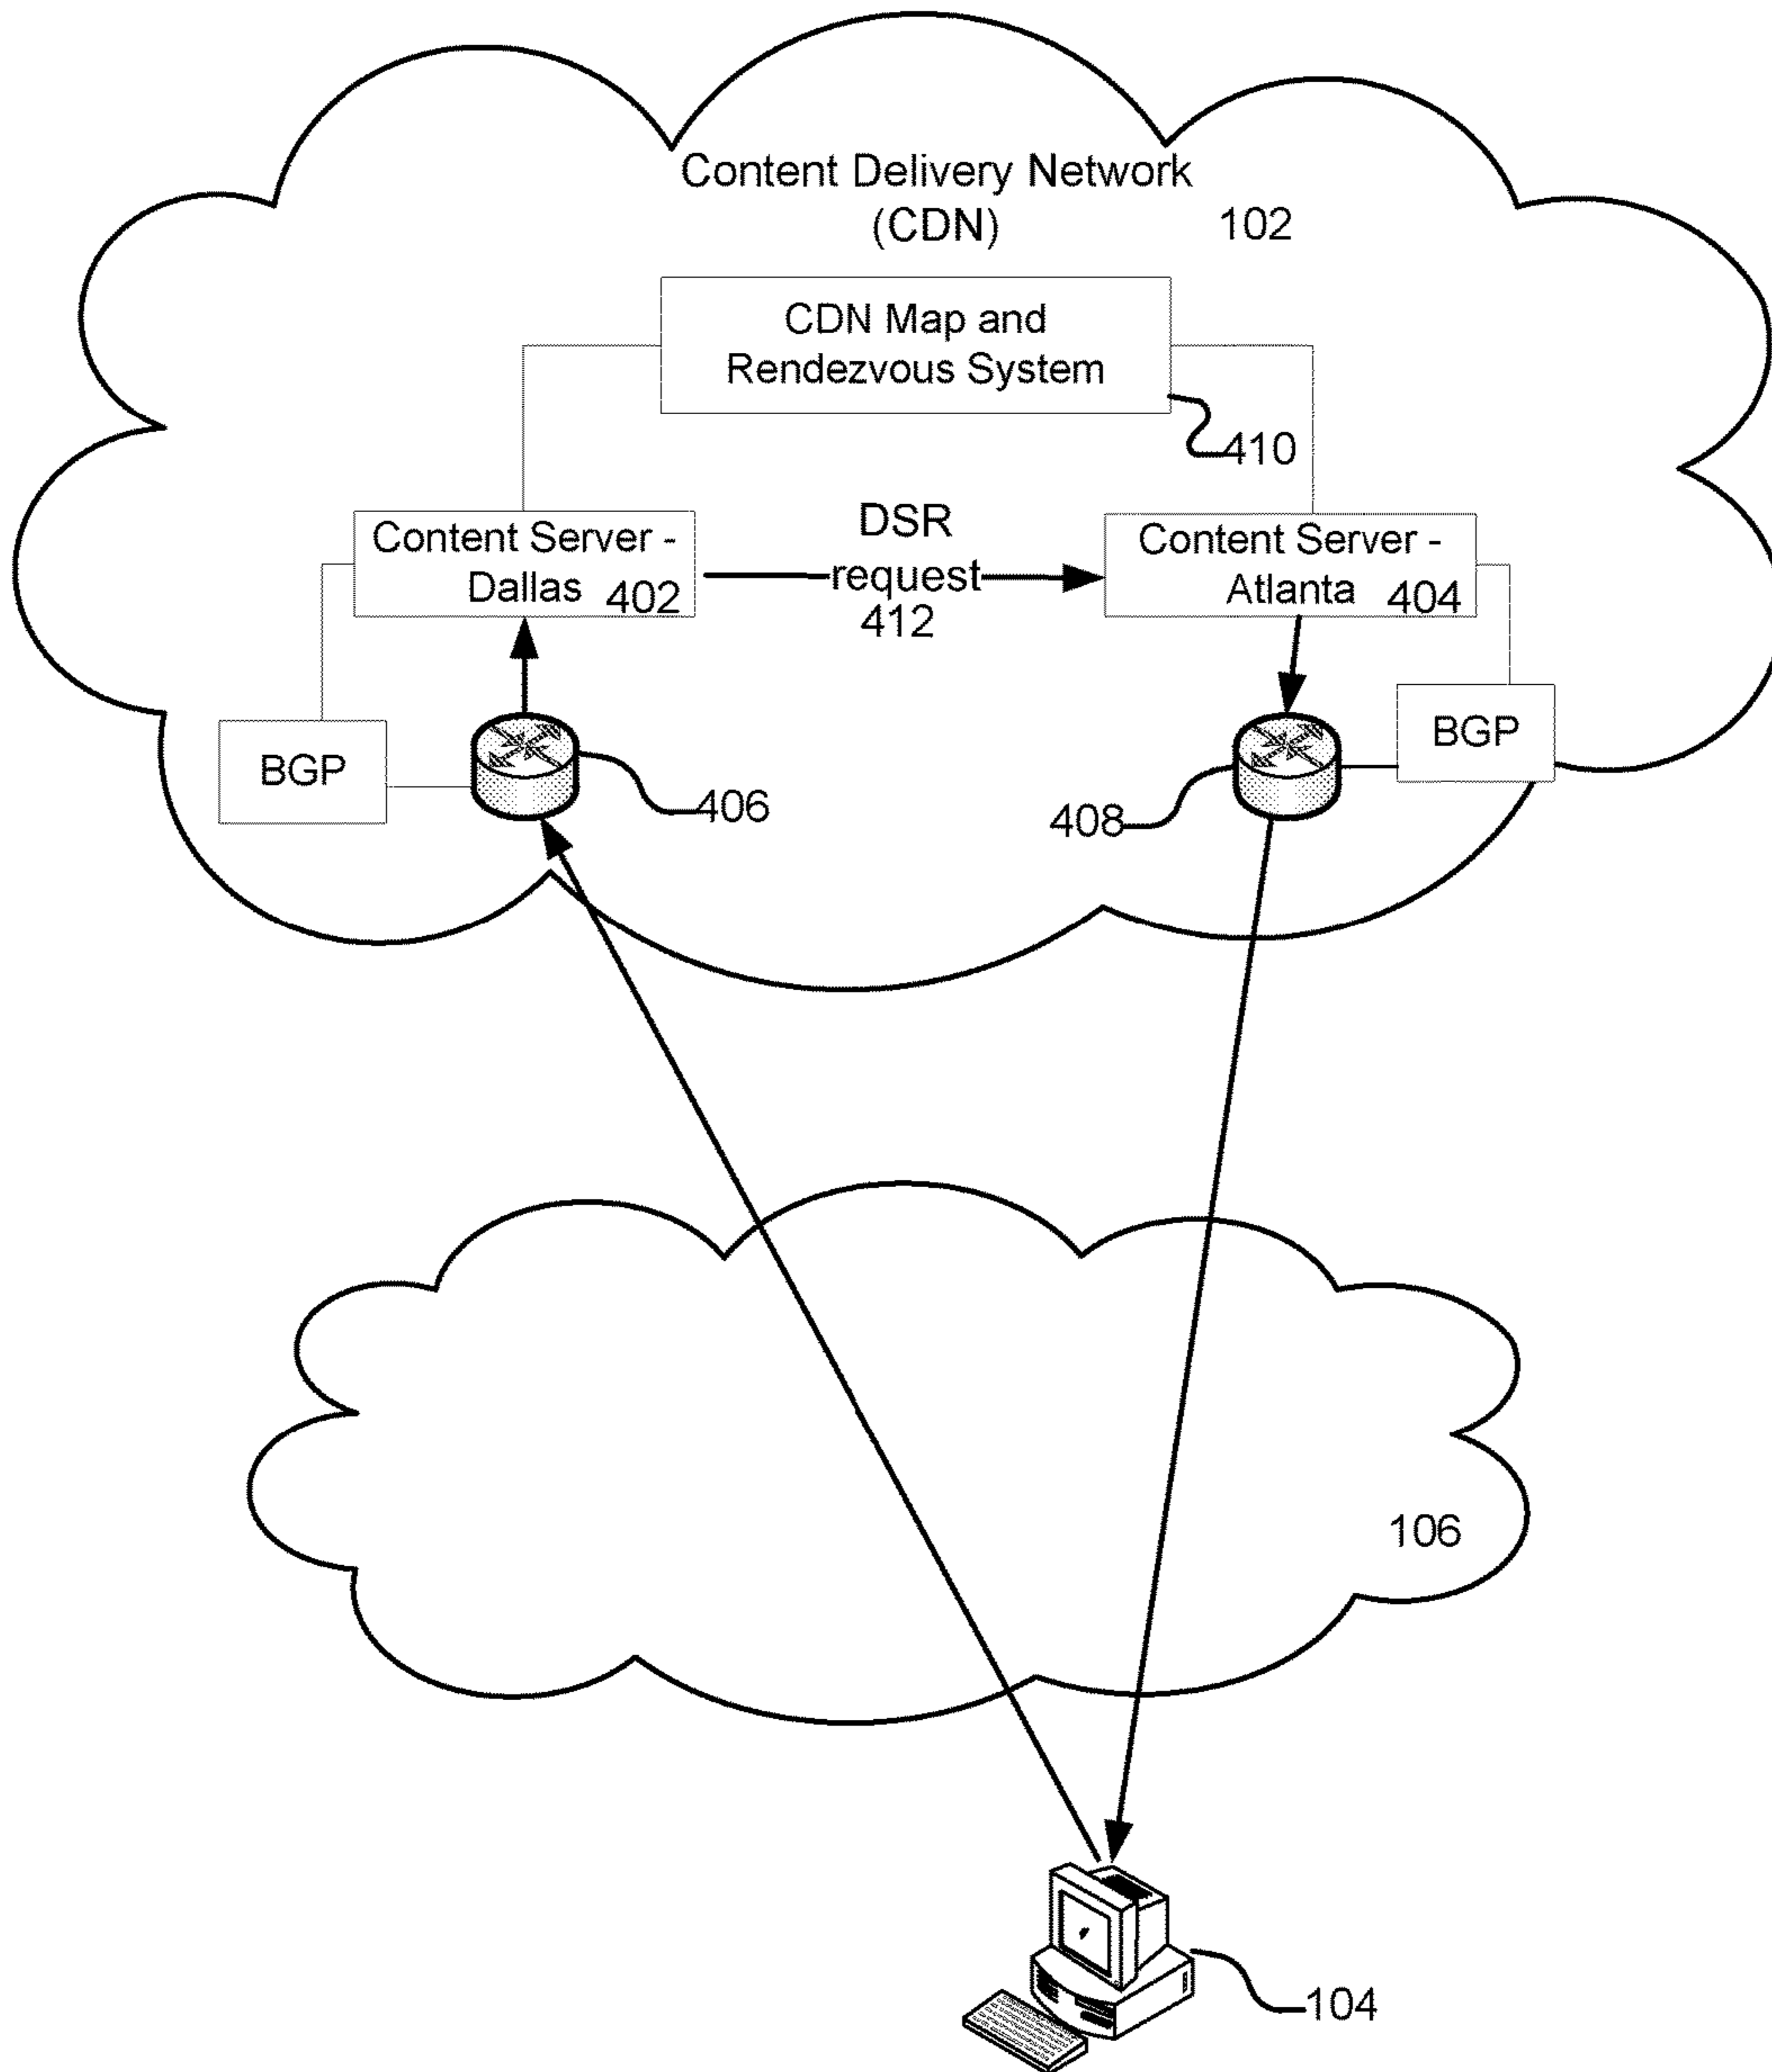 Content Delivery Network
(CDN) 102
CDN Map and
Rendezvous System
410
Content Server -
Dallas 402
DSR
request
412
Content Server -
Atlanta 404
BGP
406
408
BGP
106
104